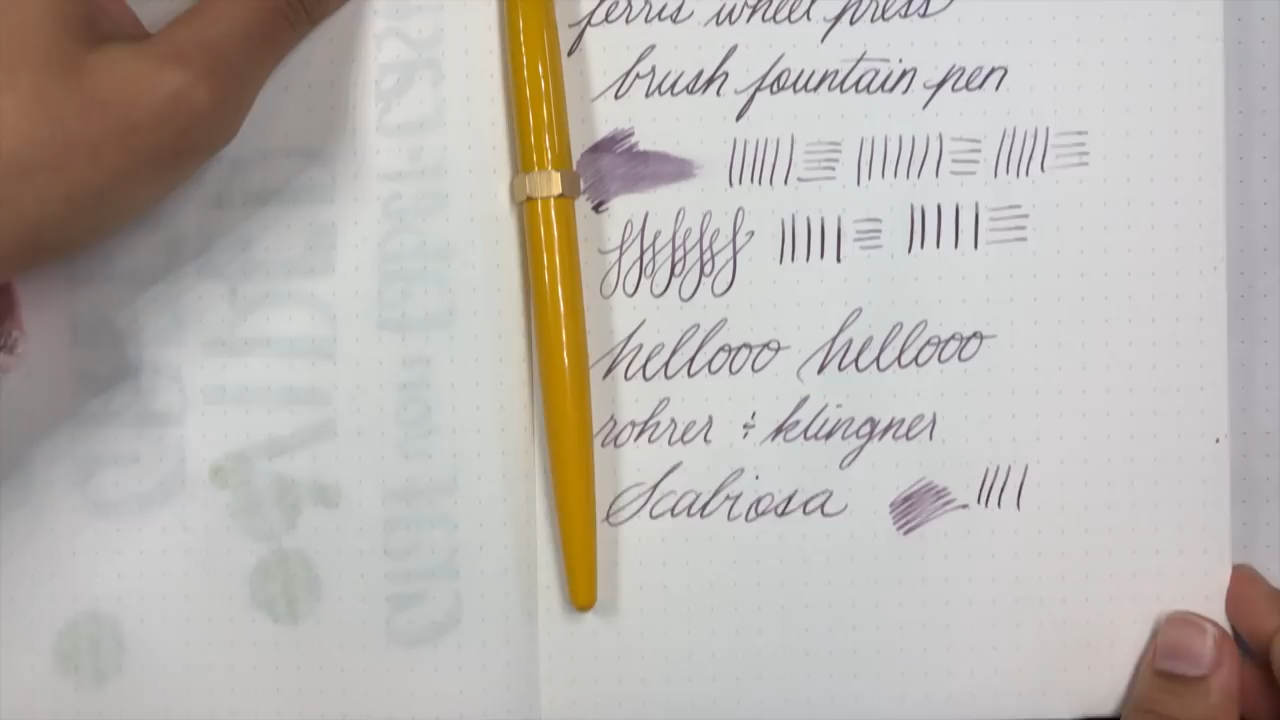 ferris wheel press
brush fountain pen
hellooo hellooo
rohrer & klingner
Scabiosa